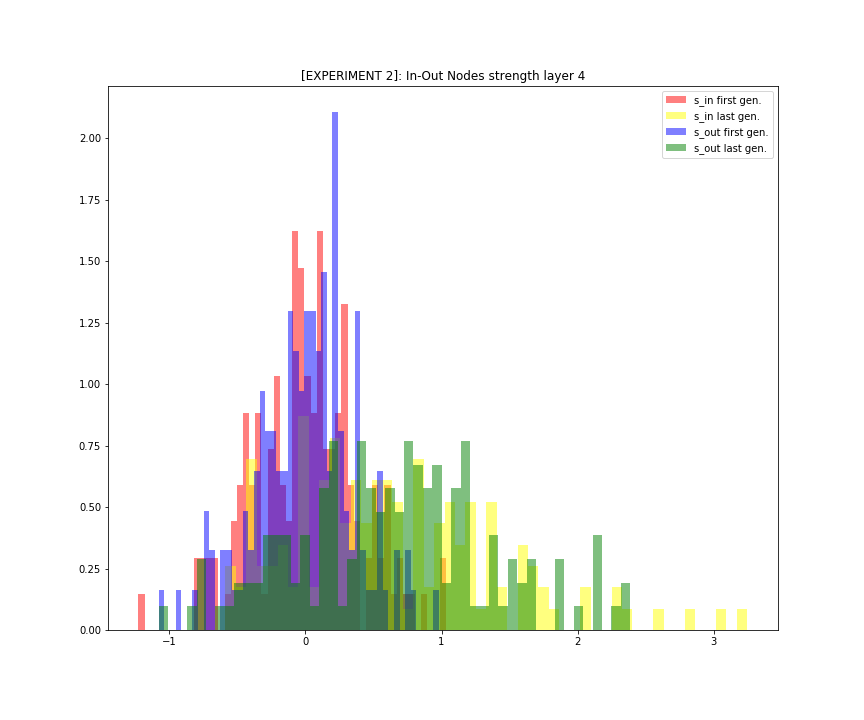 [EXPERIMENT 2]: In-Out Nodes strength layer 4
s_in first gen.
s_in last gen.
s_out first gen.
s_out last gen.
2.00
1.75
1.50
1.25
1.00
0.75
0.50
0.25
0.00
−1 0 1 2 3